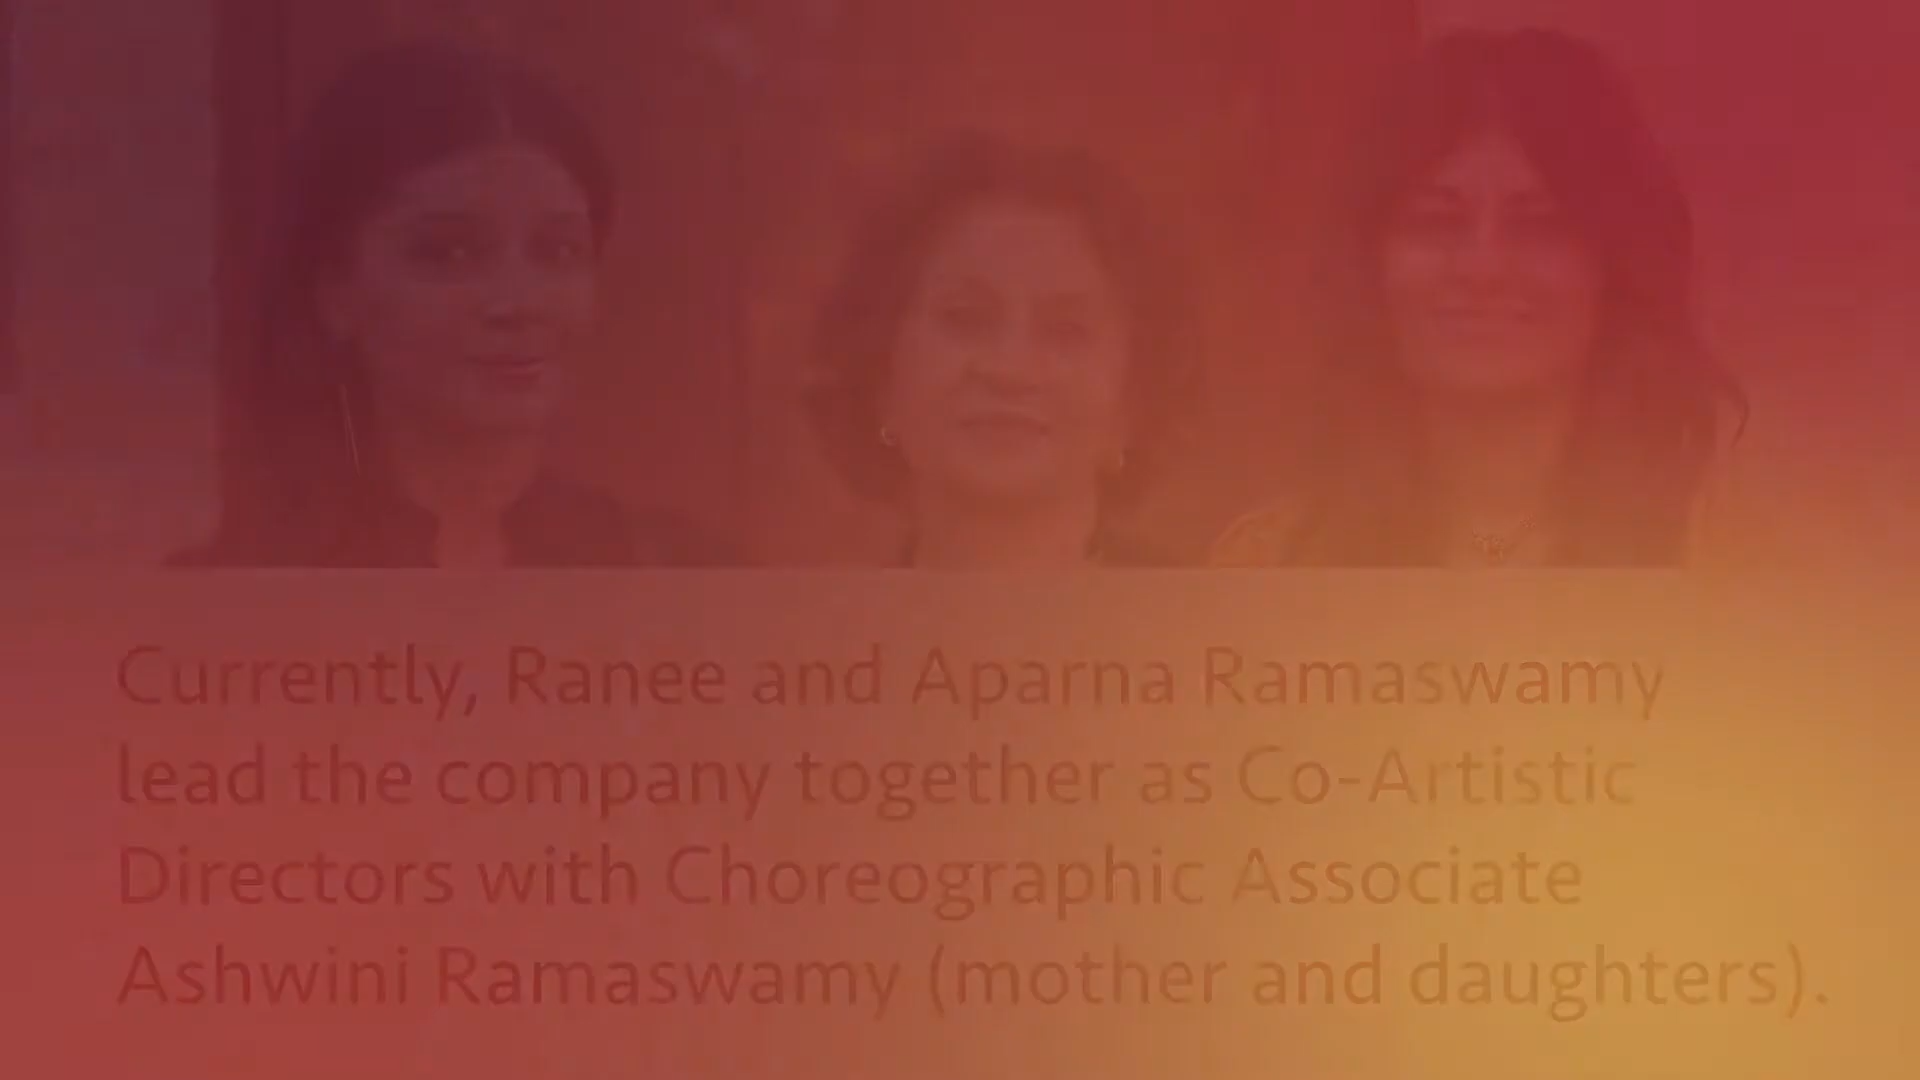 Currently, Ranee and Aparna Ramaswamy
lead the company together as Co-Artistic
Directors with Choreographic Associate
Ashwini Ramaswamy (mother and daughters).